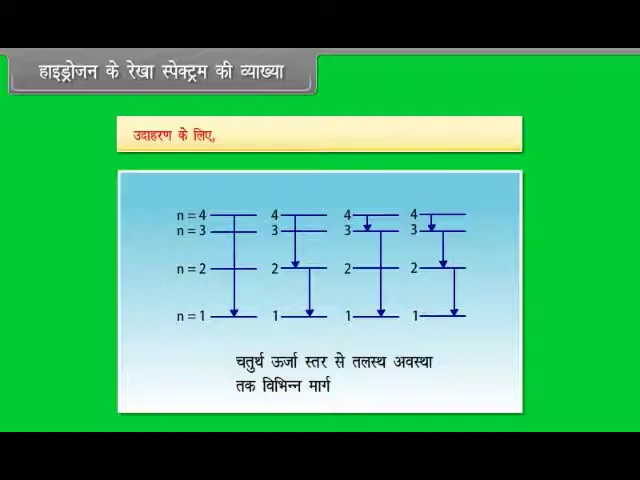 हाइड्रोजन के रेखा स्पेक्ट्रम की व्याख्या
उदाहरण के लिए,
n = 4 4 4 4
n = 3 3 3 3
n = 2 2 2 2
n = 1 1 1 1
चतुर्थ ऊर्जा स्तर से तलस्थ अवस्था
तक विभिन्न मार्ग